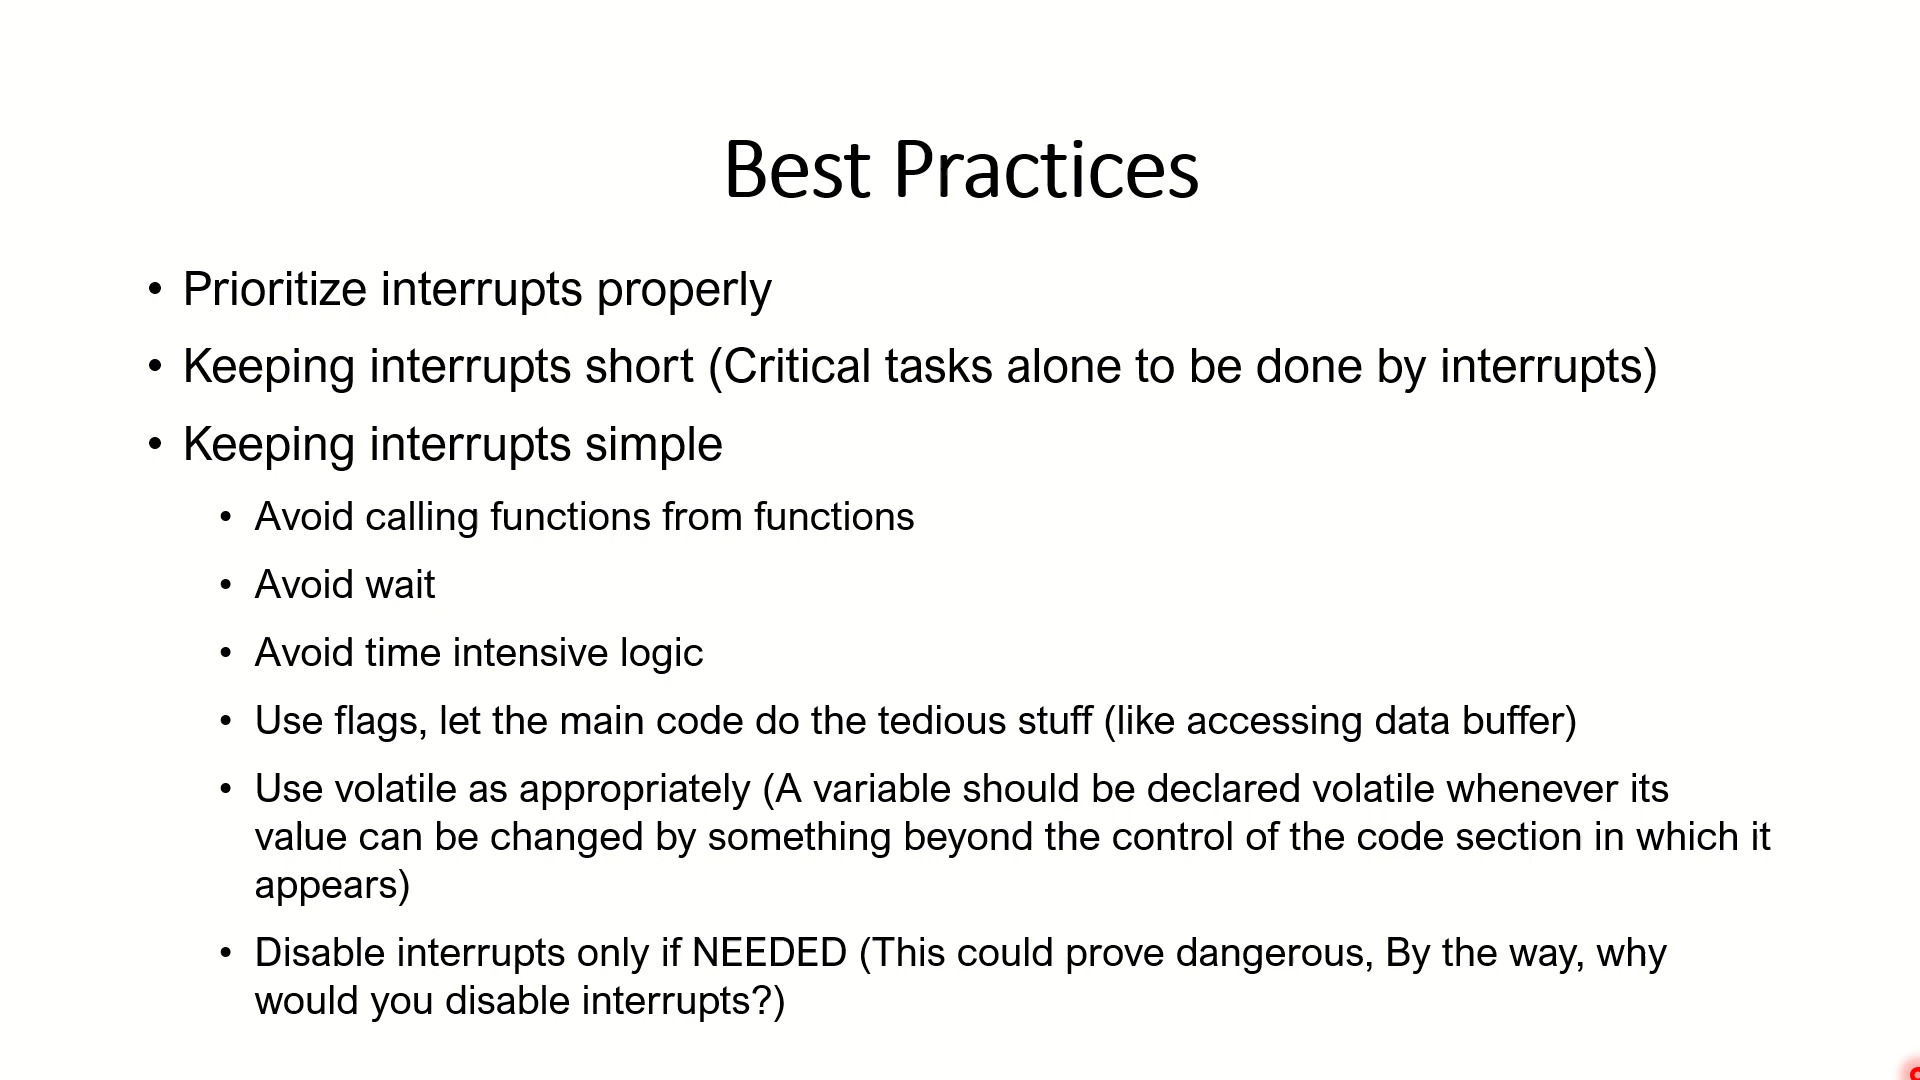 Best Practices
• Prioritize interrupts properly
• Keeping interrupts short (Critical tasks alone to be done by interrupts)
• Keeping interrupts simple
• Avoid calling functions from functions
• Avoid wait
• Avoid time intensive logic
• Use flags, let the main code do the tedious stuff (like accessing data buffer)
• Use volatile as appropriately (A variable should be declared volatile whenever its
value can be changed by something beyond the control of the code section in which it
appears)
• Disable interrupts only if NEEDED (This could prove dangerous, By the way, why
would you disable interrupts?)